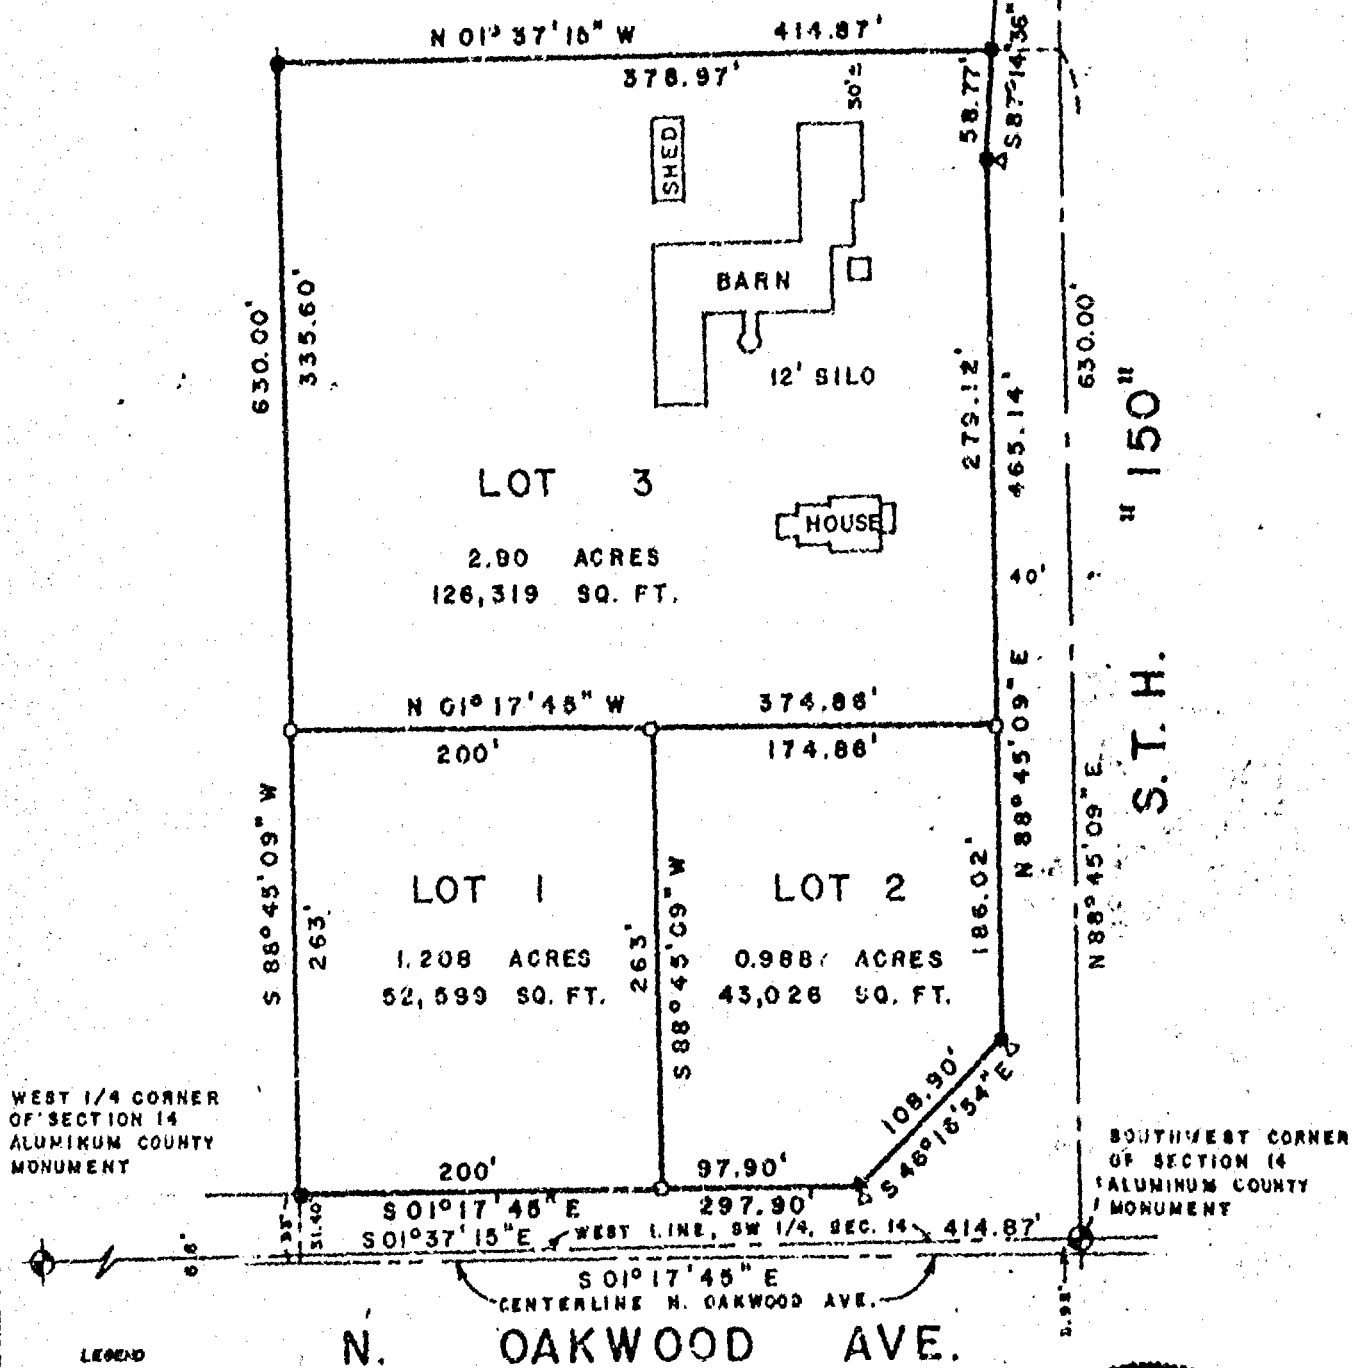 N 01° 37' 15" W 414.87'
378.97'
30'±
58.77'
S 87° 14' 36"
SHED
BARN
12' SILO
630.00'
335.60'
279.12'
465.14'
630.00'
S.T.H. "150"
LOT 3
2.90 ACRES
126,319 SQ. FT.
HOUSE
40'
N 01° 17' 45" W 374.86'
200' 174.86'
N 88° 45' 09" E
N 88° 45' 09" E
S 88° 45' 09" W
263'
LOT 1
1.208 ACRES
52,599 SQ. FT.
263'
S 88° 45' 09" W
LOT 2
0.988 ACRES
43,026 SQ. FT.
186.02'
108.90'
S 46° 16' 54" E
WEST 1/4 CORNER
OF SECTION 14
ALUMINUM COUNTY
MONUMENT
SOUTHWEST CORNER
OF SECTION 14
ALUMINUM COUNTY
MONUMENT
200' 97.90'
S 01° 17' 45" E 297.90'
S 01° 37' 15" E WEST LINE, SW 1/4, SEC. 14 414.87'
33'
31.40'
S 01° 17' 45" E
CENTERLINE N. OAKWOOD AVE.
N. OAKWOOD AVE.
LEGEND